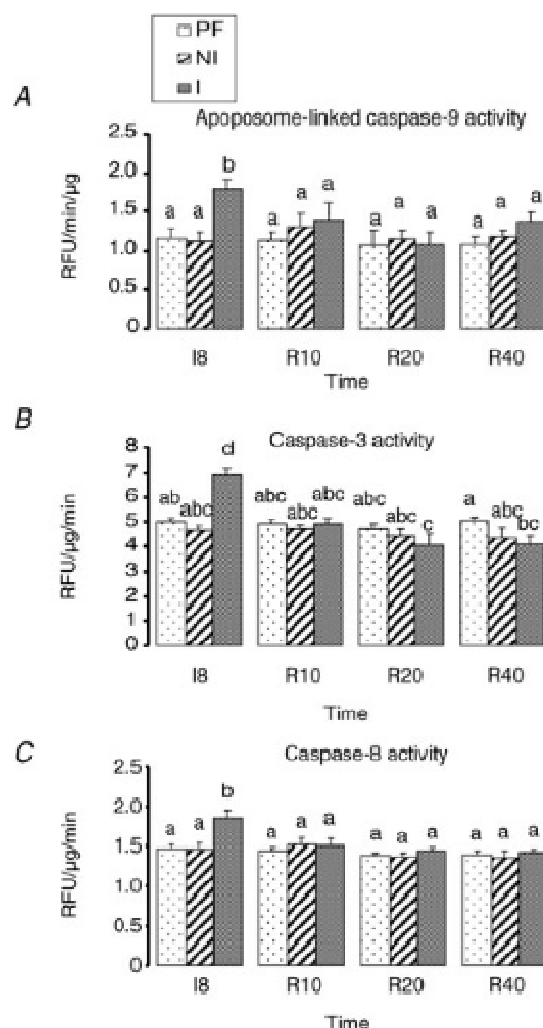 PF
NI
I
A
Apoposome-linked caspase-9 activity
RFU/min/µg
2.5
2.0
1.5
1.0
0.5
0
a a b
a a a
a a a
a a a
I8 R10 R20 R40
Time
B
Caspase-3 activity
RFU/µg/min
8
7
6
5
4
3
2
1
0
ab abc d
abc abc abc
abc abc c
a abc bc
I8 R10 R20 R40
Time
C
Caspase-8 activity
RFU/µg/min
2.5
2.0
1.5
1.0
0.5
0
a a b
a a a
a a a
a a a
I8 R10 R20 R40
Time